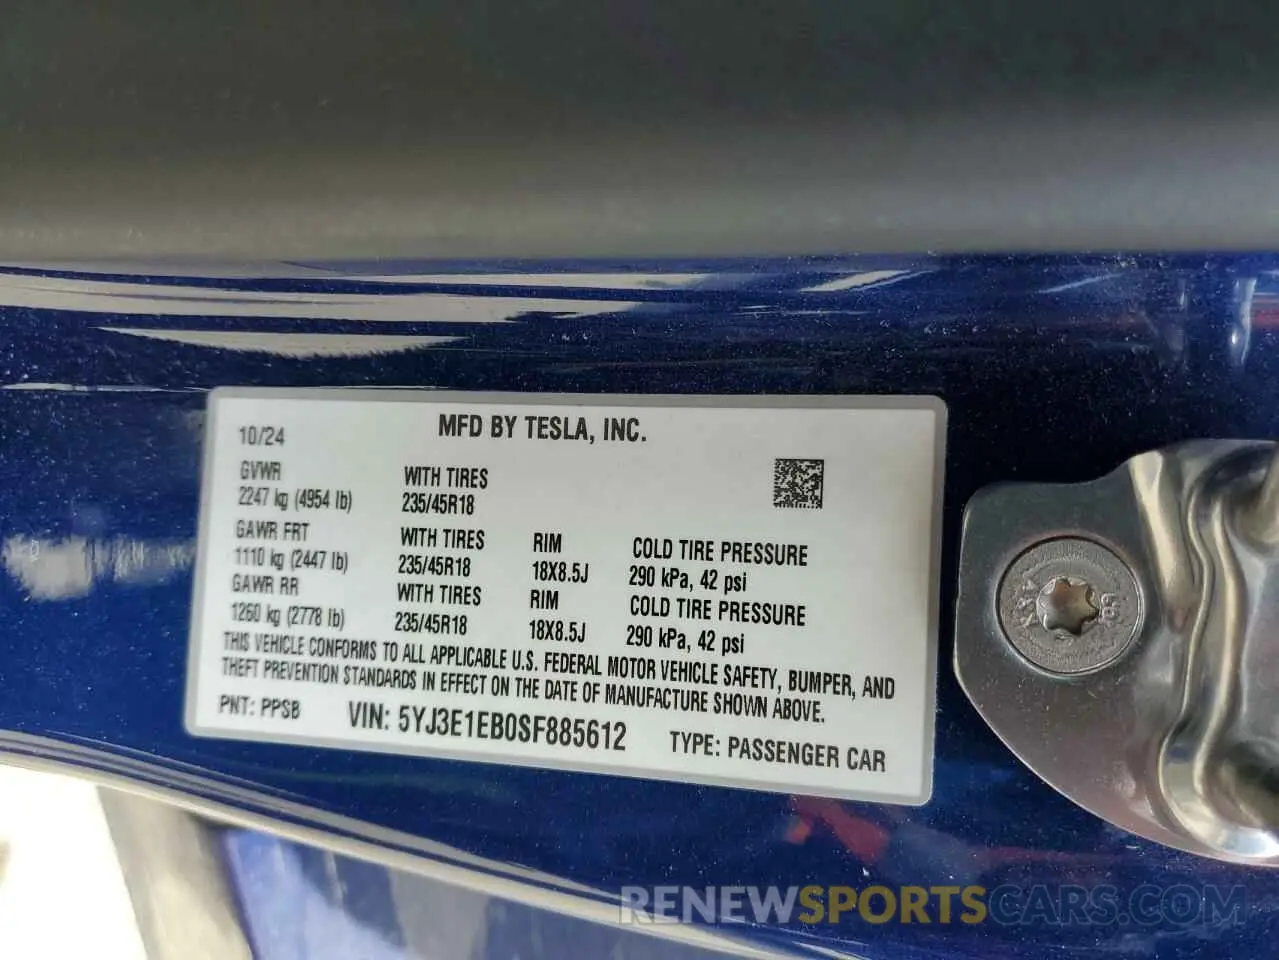 10/24 MFD BY TESLA, INC.
GVWR WITH TIRES
2247 kg (4954 lb) 235/45R18
GAWR FRT WITH TIRES RIM COLD TIRE PRESSURE
1110 kg (2447 lb) 235/45R18 18X8.5J 290 kPa, 42 psi
GAWR RR WITH TIRES RIM COLD TIRE PRESSURE
1260 kg (2778 lb) 235/45R18 18X8.5J 290 kPa, 42 psi
THIS VEHICLE CONFORMS TO ALL APPLICABLE U.S. FEDERAL MOTOR VEHICLE SAFETY, BUMPER, AND
THEFT PREVENTION STANDARDS IN EFFECT ON THE DATE OF MANUFACTURE SHOWN ABOVE.
PNT: PPSB VIN: 5YJ3E1EB0SF885612 TYPE: PASSENGER CAR
RENEWSPORTSCARS.COM